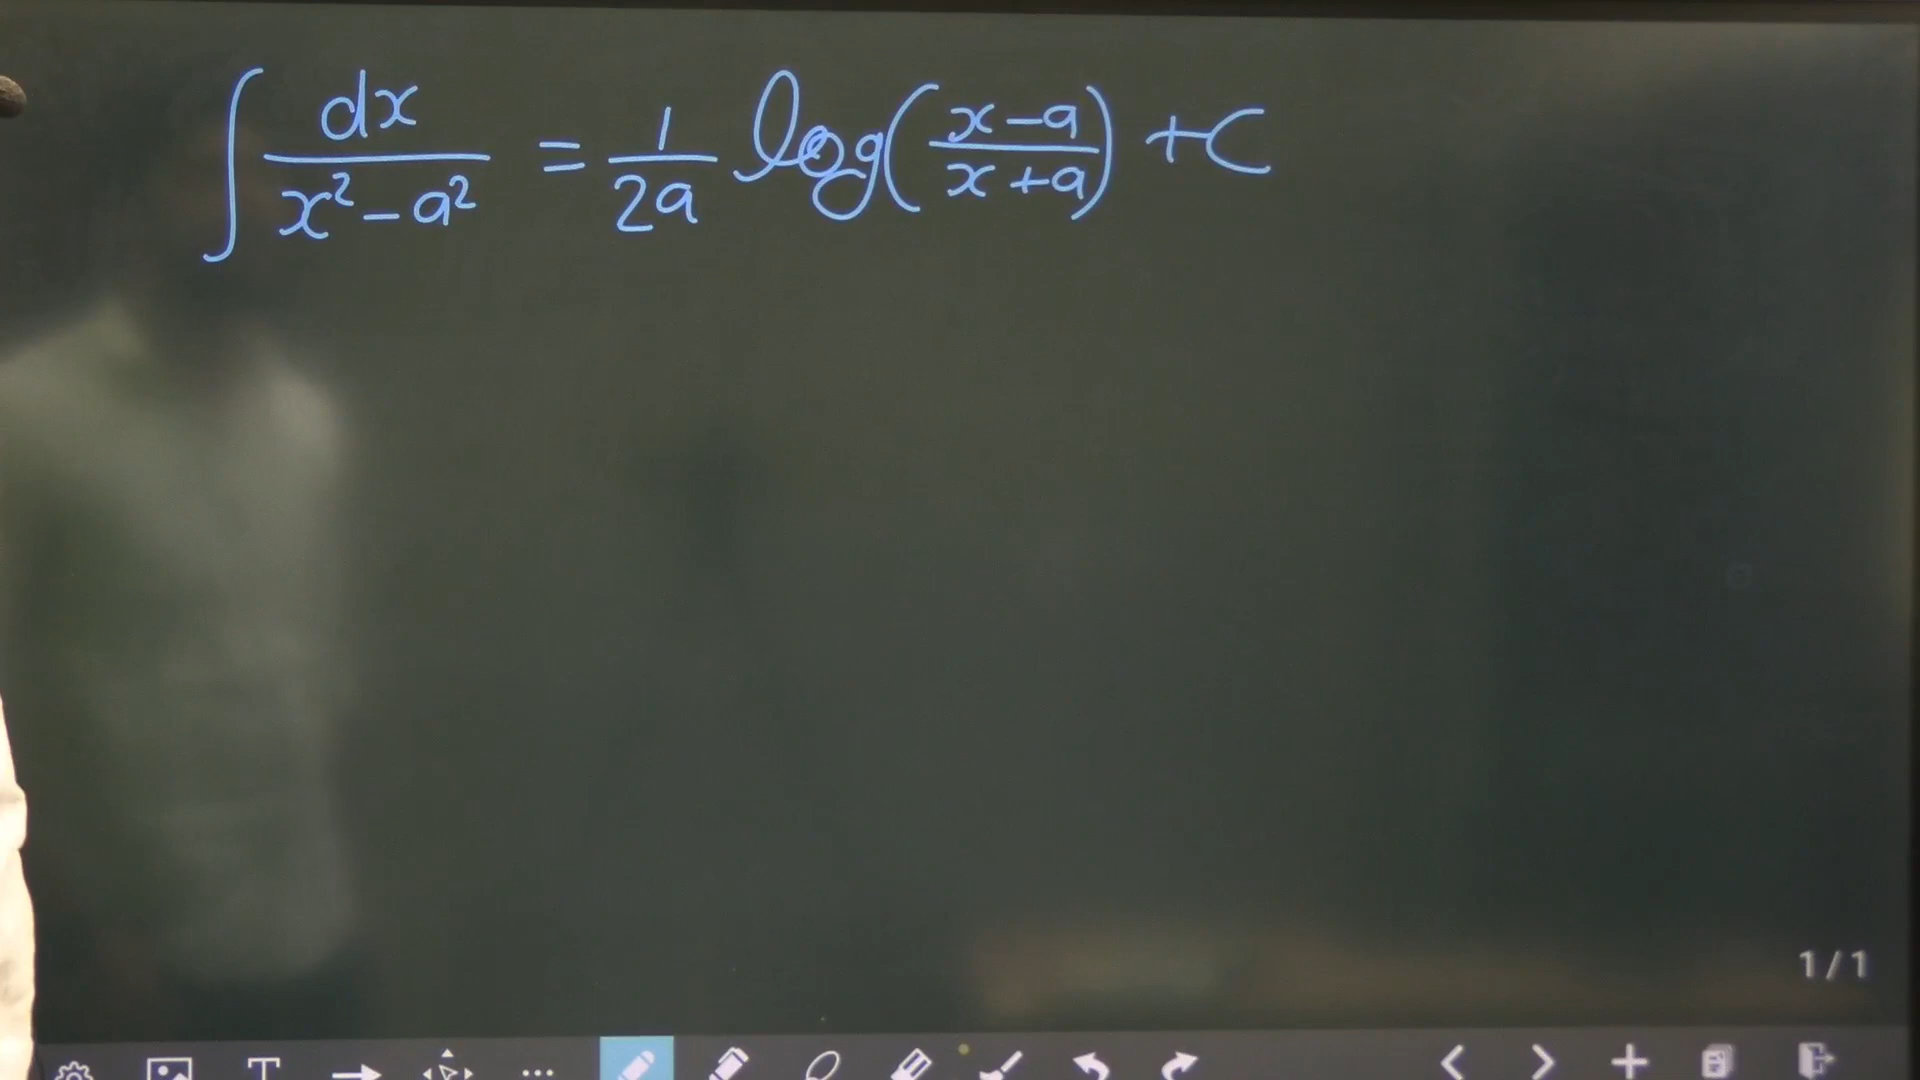 ∫ dx/(x² - a²) = 1/2a log((x-a)/(x+a)) + C
1/1